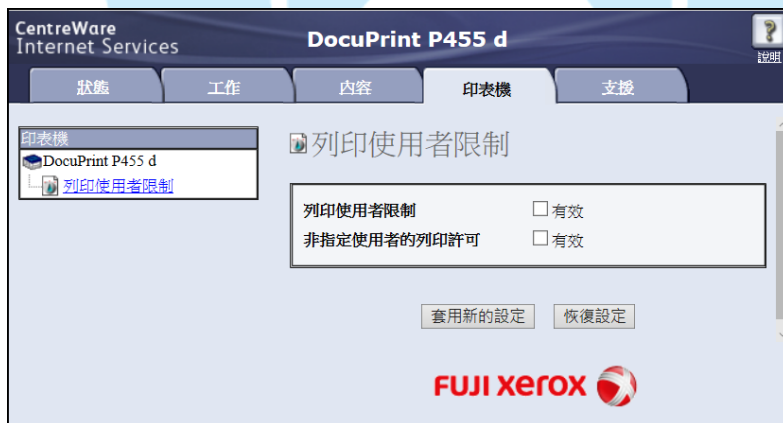 CentreWare
Internet Services
DocuPrint P455 d
說明
狀態
工作
內容
印表機
支援
印表機
DocuPrint P455 d
列印使用者限制
列印使用者限制
列印使用者限制 有效
非指定使用者的列印許可 有效
套用新的設定 恢復設定
FUJI xerox